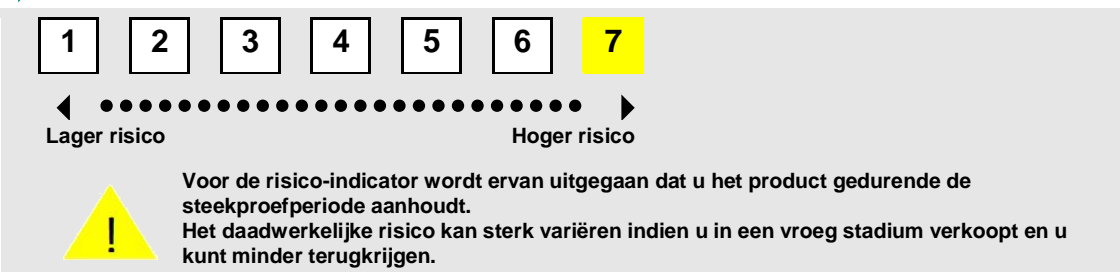 1 2 3 4 5 6 7
Lager risico Hoger risico
Voor de risico-indicator wordt ervan uitgegaan dat u het product gedurende de
steekproefperiode aanhoudt.
! Het daadwerkelijke risico kan sterk variëren indien u in een vroeg stadium verkoopt en u
kunt minder terugkrijgen.